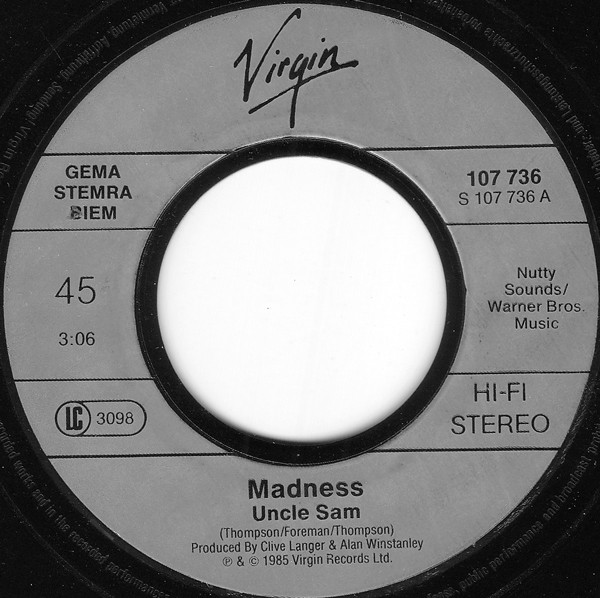 Virgin
GEMA
STEMRA
BIEM
107 736
S 107 736 A
45
3:06
Nutty
Sounds/
Warner Bros.
Music
LC 3098
HI-FI
STEREO
Madness
Uncle Sam
(Thompson/Foreman/Thompson)
Produced By Clive Langer & Alan Winstanley
℗ & © 1985 Virgin Records Ltd.